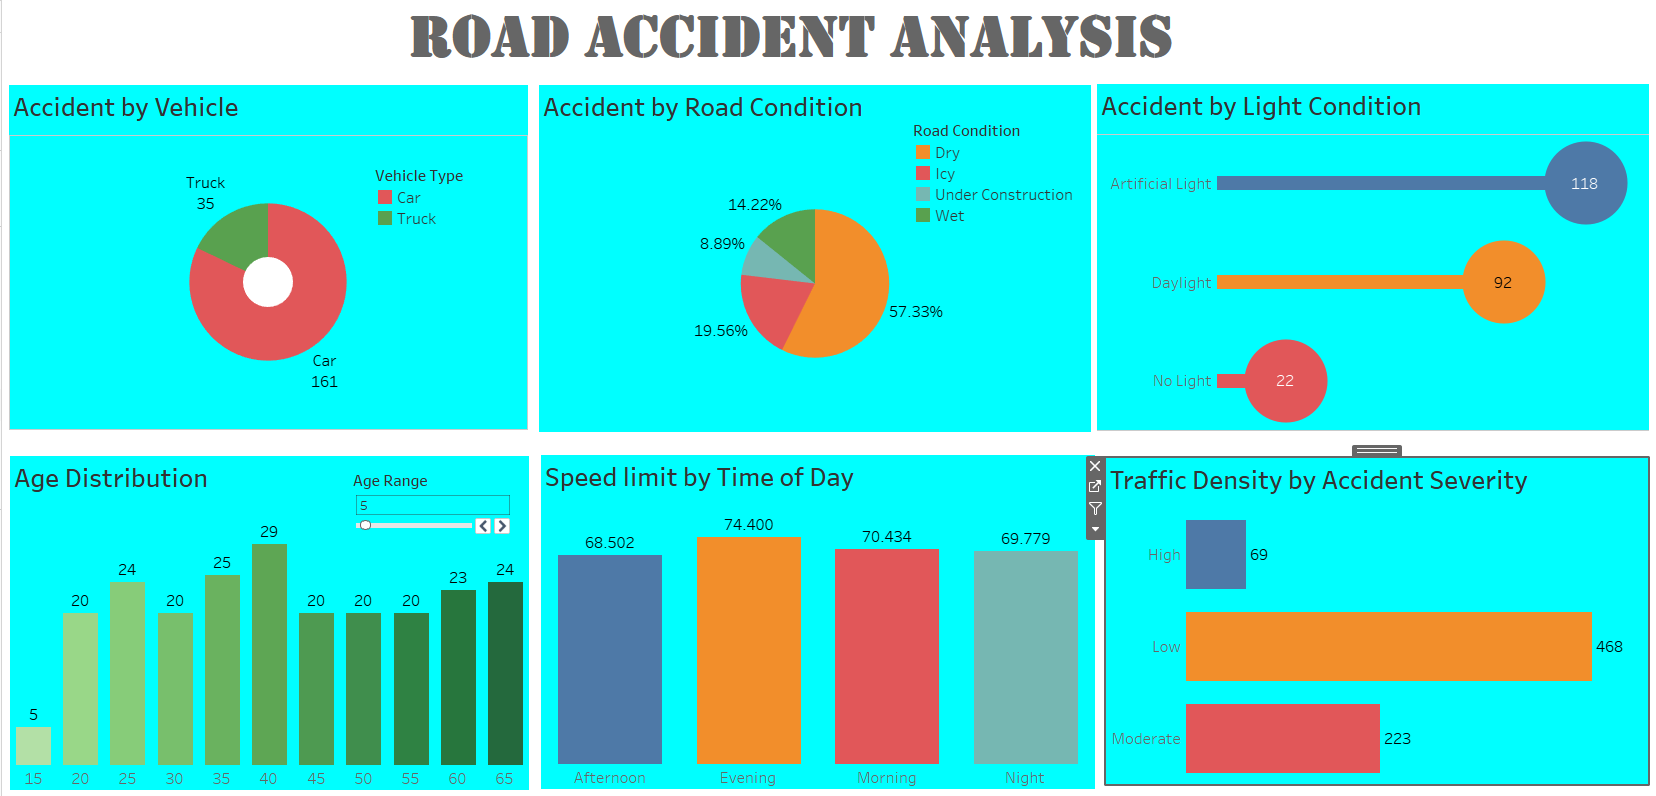 ROAD ACCIDENT ANALYSIS
Accident by Vehicle
Vehicle Type
Car
Truck
Truck
35
Car
161
Accident by Road Condition
Road Condition
Dry
Icy
Under Construction
Wet
14.22%
8.89%
19.56%
57.33%
Accident by Light Condition
Artificial Light
118
Daylight
92
No Light
22
Age Distribution
Age Range
5
5
20
24
20
25
29
20
20
20
23
24
15
20
25
30
35
40
45
50
55
60
65
Speed limit by Time of Day
68.502
74.400
70.434
69.779
Afternoon
Evening
Morning
Night
Traffic Density by Accident Severity
High
69
Low
468
Moderate
223